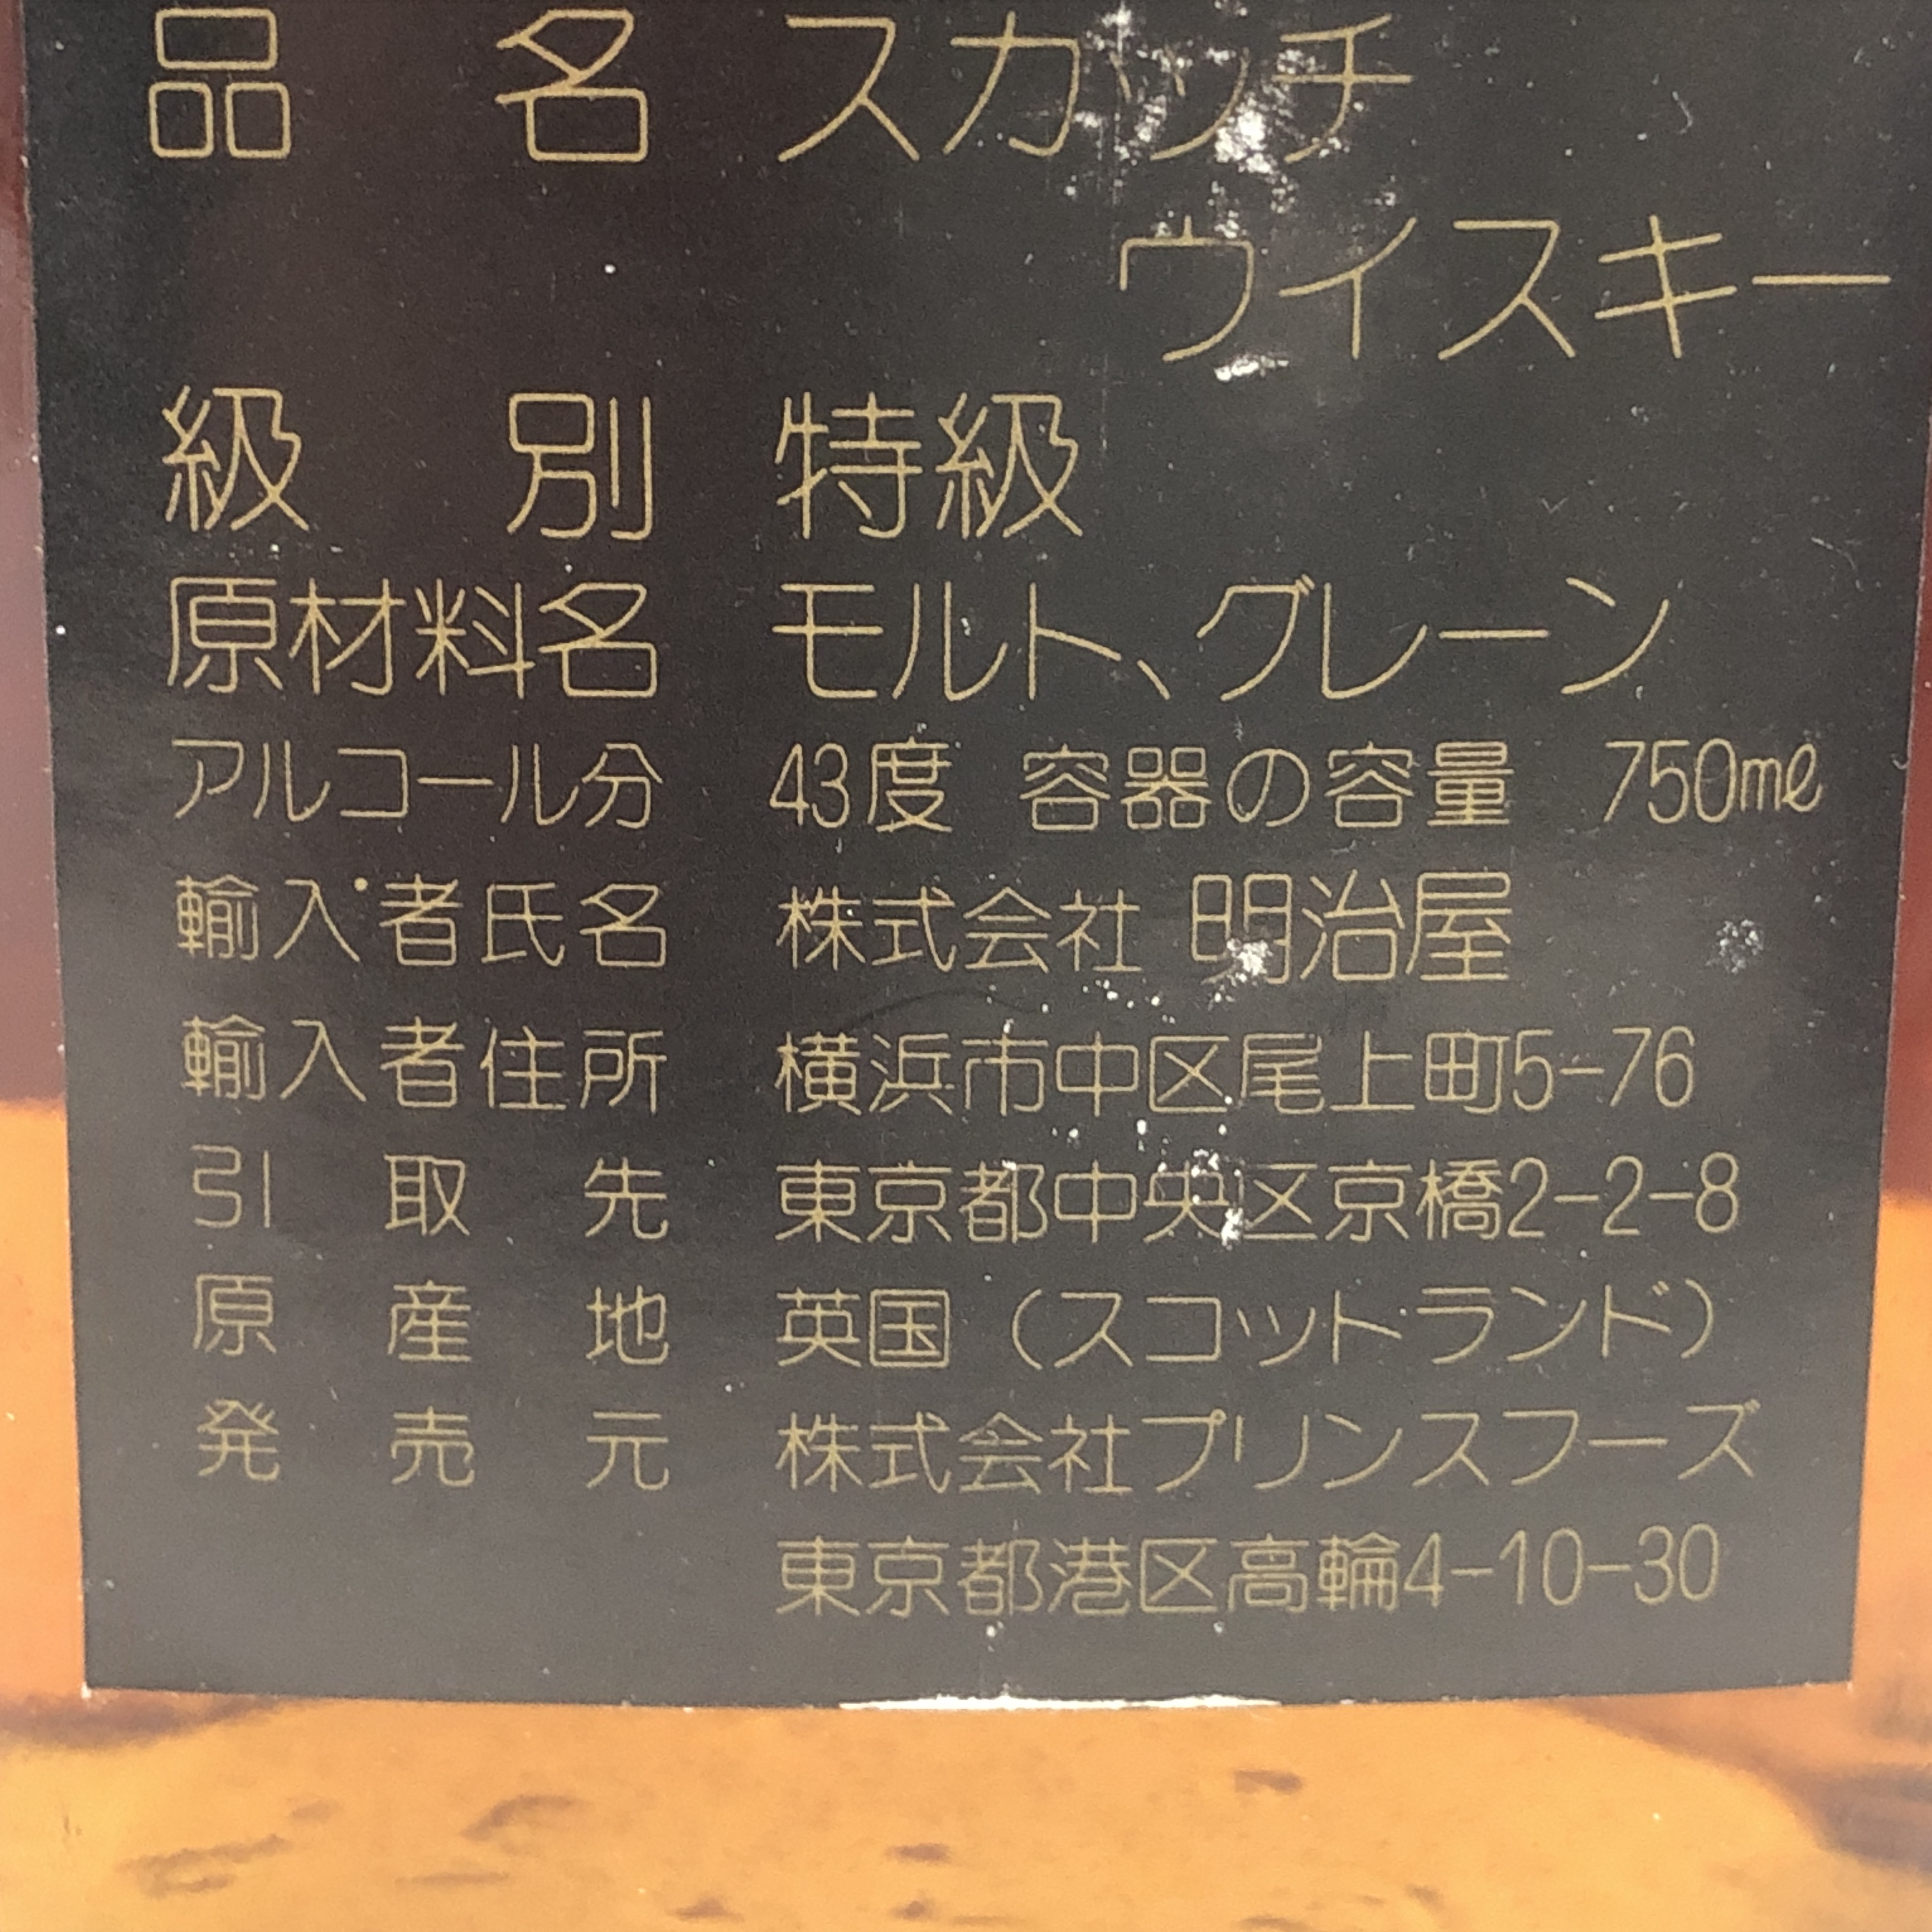 品名 スカッチ
ウイスキー
級別 特級
原材料名 モルト、グレーン
アルコール分 43度 容器の容量 750ml
輸入者氏名 株式会社 明治屋
輸入者住所 横浜市中区尾上町5-76
引取先 東京都中央区京橋2-2-8
原産地 英国(スコットランド)
発売元 株式会社プリンスフーズ
東京都港区高輪4-10-30